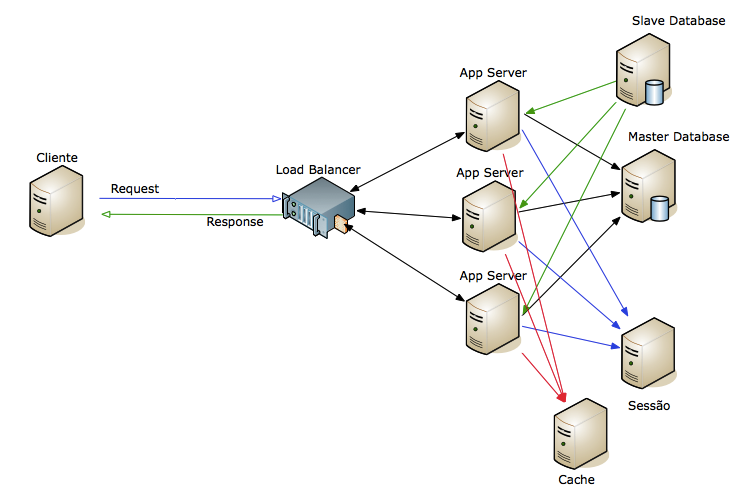 Slave Database
App Server
Master Database
Cliente
Load Balancer
App Server
Request
Response
App Server
Sessão
Cache